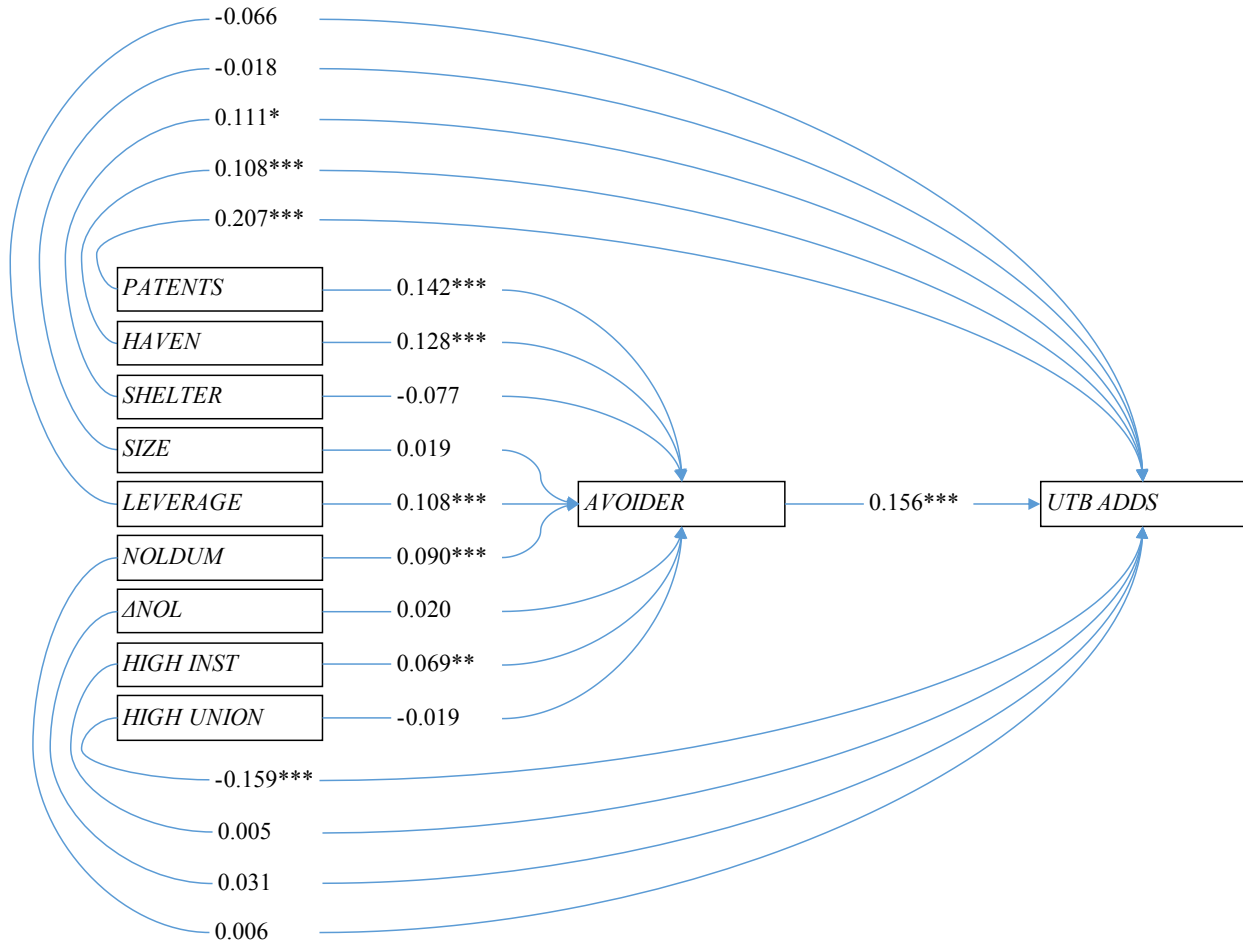 -0.066
-0.018
0.111*
0.108***
0.207***
PATENTS 0.142***
HAVEN 0.128***
SHELTER -0.077
SIZE 0.019
LEVERAGE 0.108*** AVOIDER 0.156*** UTB ADDS
NOLDUM 0.090***
ΔNOL 0.020
HIGH INST 0.069**
HIGH UNION -0.019
-0.159***
0.005
0.031
0.006